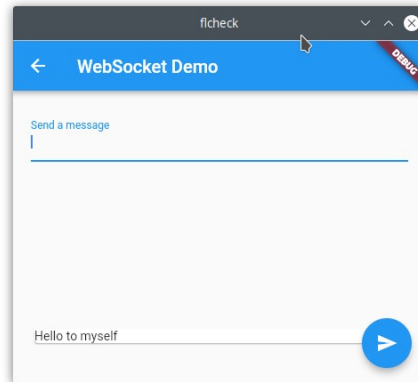 flcheck
WebSocket Demo
DEBUG
Send a message
Hello to myself